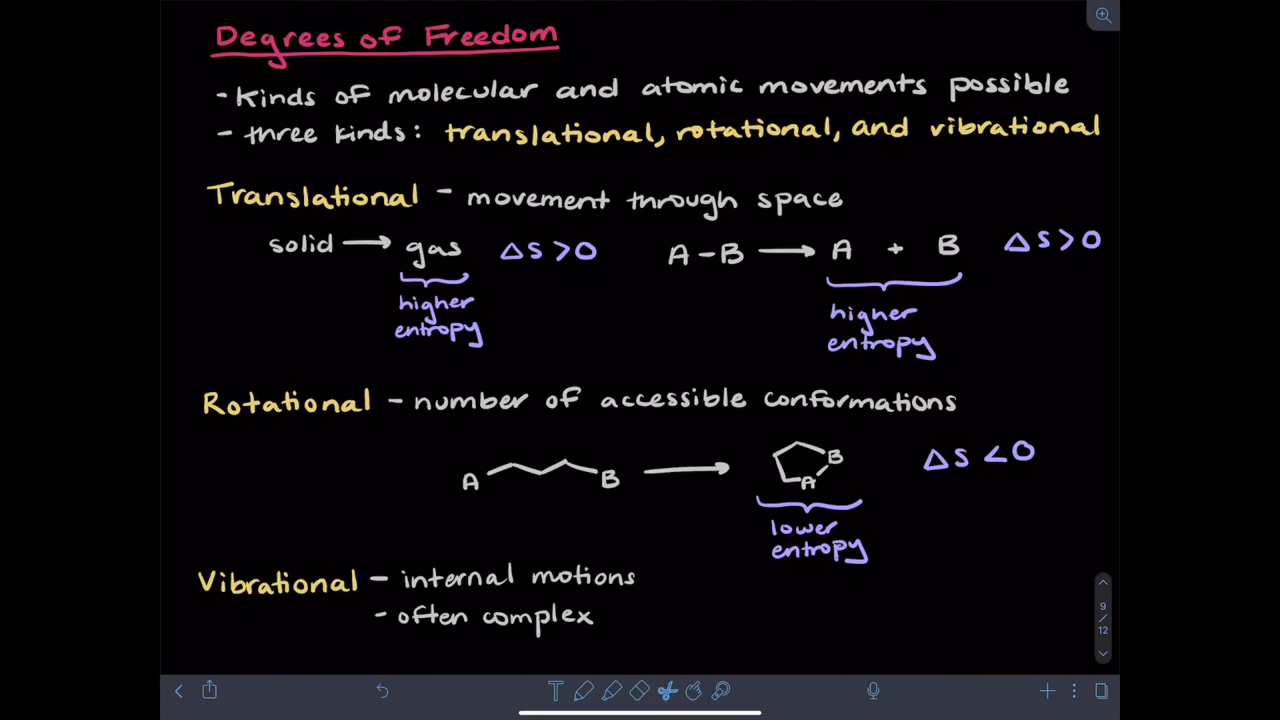 Degrees of Freedom
- Kinds of molecular and atomic movements possible
- three kinds: translational, rotational, and vibrational
Translational - movement through space
solid → gas ΔS > 0 A - B → A + B ΔS > 0
higher entropy
higher entropy
Rotational - number of accessible conformations
A B → B A ΔS < 0
lower entropy
Vibrational - internal motions
- often complex
9 / 12
T